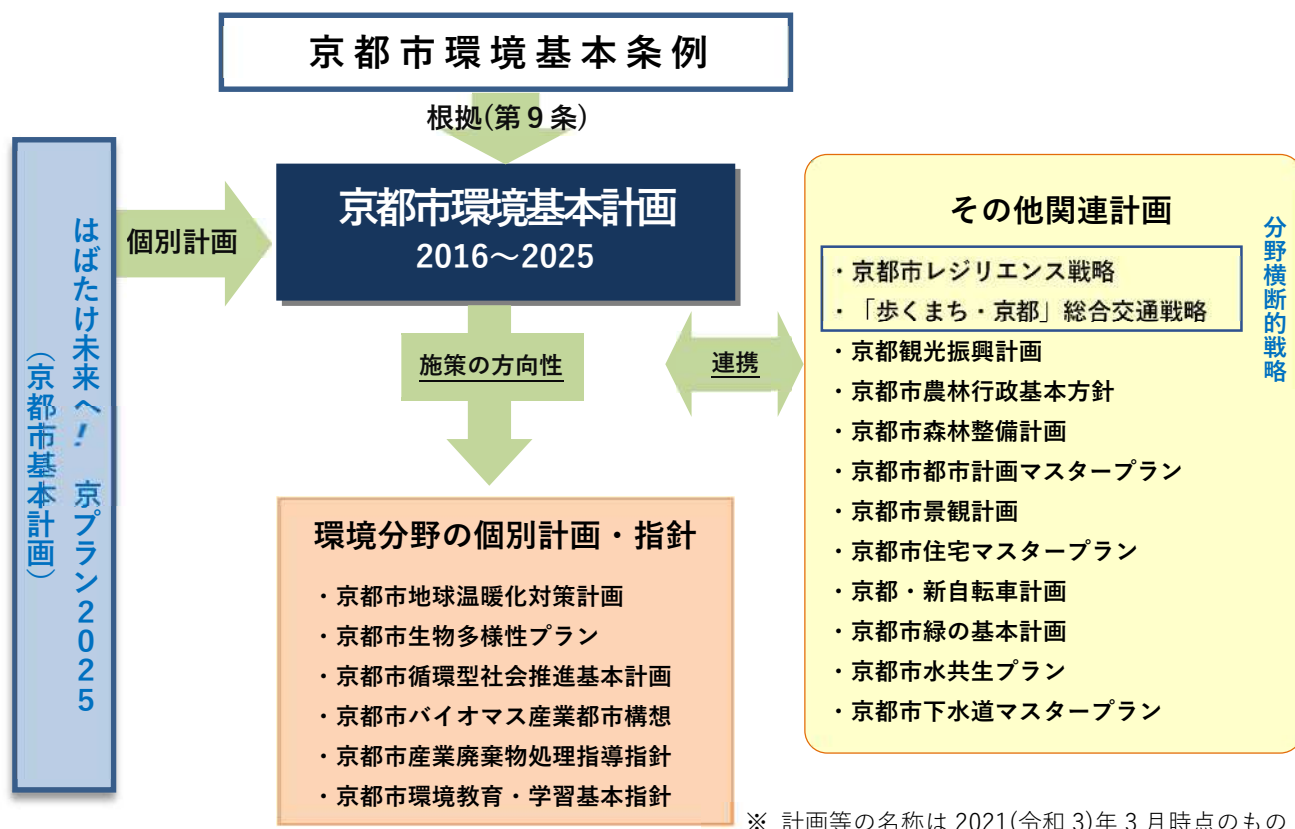 京都市環境基本条例
根拠(第９条)
はばたけ未来へ！ 京プラン２０２５
（京都市基本計画）
個別計画
京都市環境基本計画
2016～2025
施策の方向性
連携
環境分野の個別計画・指針
・京都市地球温暖化対策計画
・京都市生物多様性プラン
・京都市循環型社会推進基本計画
・京都市バイオマス産業都市構想
・京都市産業廃棄物処理指導指針
・京都市環境教育・学習基本指針
その他関連計画
分野横断的戦略
・京都市レジリエンス戦略
・「歩くまち・京都」総合交通戦略
・京都観光振興計画
・京都市農林行政基本方針
・京都市森林整備計画
・京都市都市計画マスタープラン
・京都市景観計画
・京都市住宅マスタープラン
・京都・新自転車計画
・京都市緑の基本計画
・京都市水共生プラン
・京都市下水道マスタープラン
※ 計画等の名称は 2021(令和 3)年 3 月時点のもの